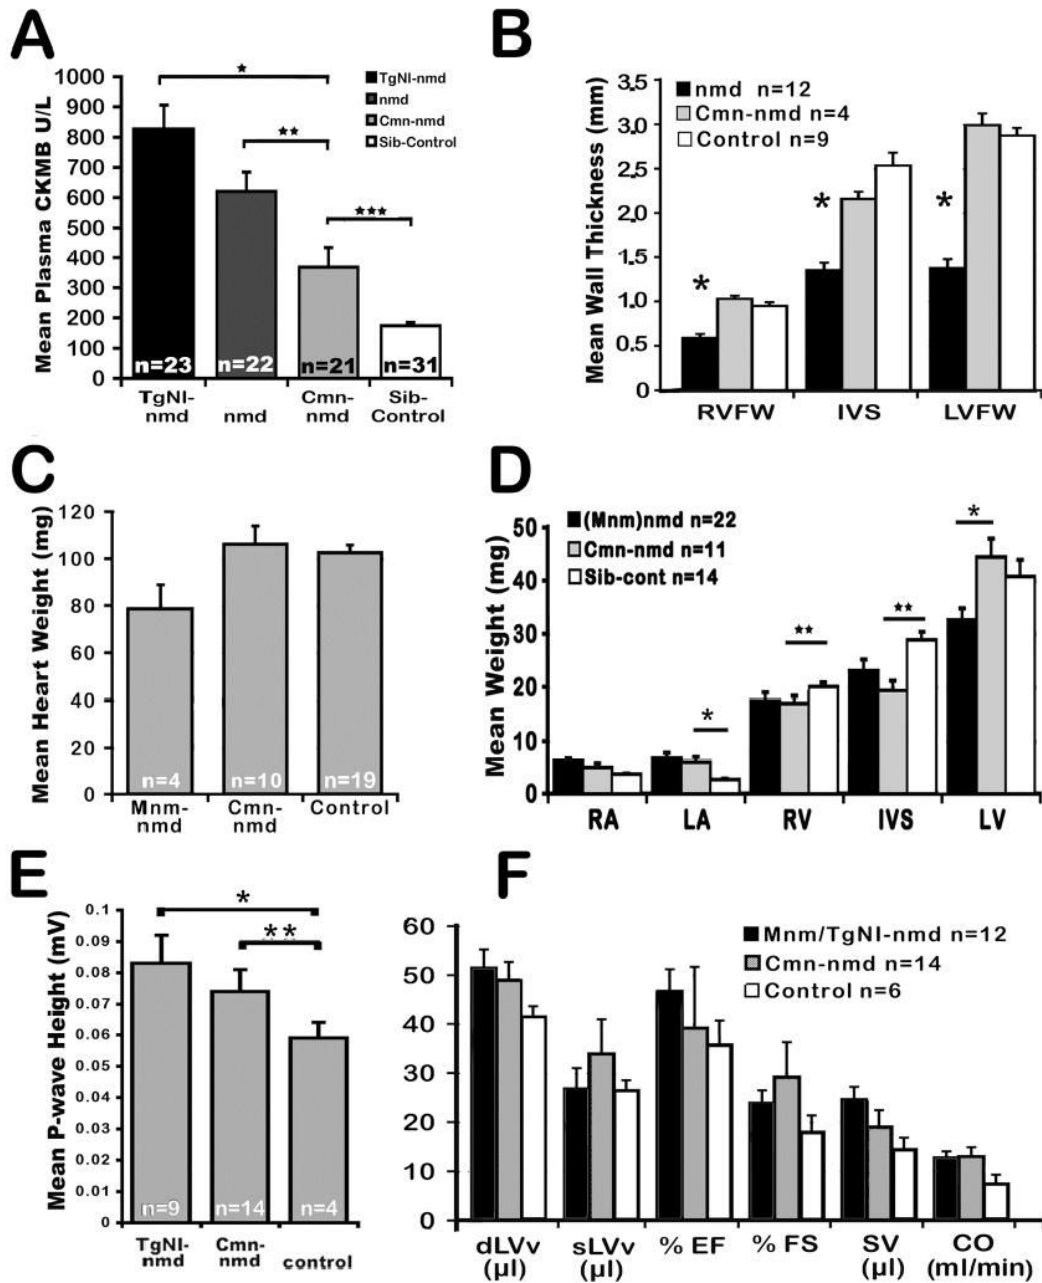 A
Mean Plasma CKMB U/L
1000
900
800
700
600
500
400
300
200
100
0
*
**
***
TgNI-nmd
nmd
Cmn-nmd
Sib-Control
n=23
n=22
n=21
n=31
TgNI-
nmd
nmd
Cmn-
nmd
Sib-
Control
B
Mean Wall Thickness (mm)
3.5
3.0
2.5
2.0
1.5
1.0
0.5
0
nmd n=12
Cmn-nmd n=4
Control n=9
*
*
*
RVFW
IVS
LVFW
C
Mean Heart Weight (mg)
120
100
80
60
40
20
0
n=4
n=10
n=19
Mnm-
nmd
Cmn-
nmd
Control
D
Mean Weight (mg)
50
40
30
20
10
0
(Mnm)nmd n=22
Cmn-nmd n=11
Sib-cont n=14
*
**
**
*
RA
LA
RV
IVS
LV
E
Mean P-wave Height (mV)
0.1
0.09
0.08
0.07
0.06
0.05
0.04
0.03
0.02
0.01
0
*
**
n=9
n=14
n=4
TgNI-
nmd
Cmn-
nmd
control
F
60
50
40
30
20
10
0
Mnm/TgNI-nmd n=12
Cmn-nmd n=14
Control n=6
dLVv
(µl)
sLVv
(µl)
% EF
% FS
SV
(µl)
CO
(ml/min)